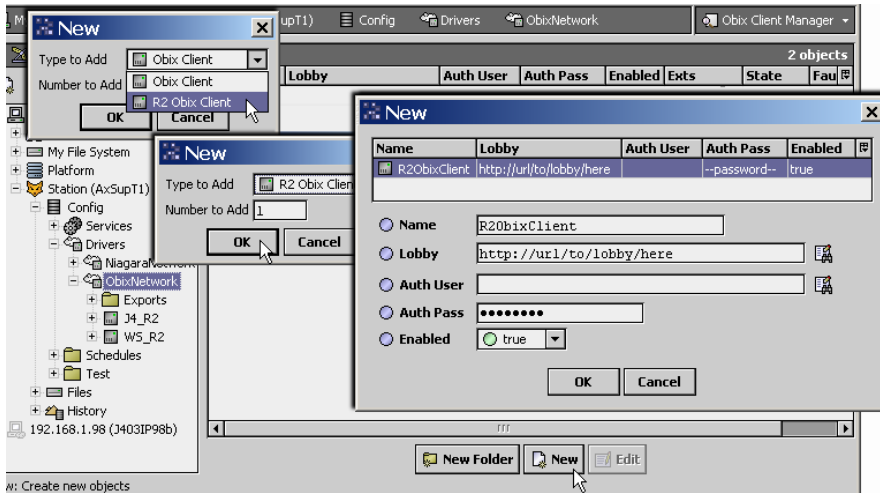 upT1) Config Drivers ObixNetwork Obix Client Manager
2 objects
Lobby Auth User Auth Pass Enabled Exts State Fau
New
Type to Add Obix Client
Number to Add Obix Client
R2 Obix Client
OK Cancel
New
Type to Add R2 Obix Clien
Number to Add 1
OK Cancel
New
Name Lobby Auth User Auth Pass Enabled
R2ObixClient http://url/to/lobby/here --password-- true
Name R2ObixClient
Lobby http://url/to/lobby/here
Auth User
Auth Pass ••••••••
Enabled true
OK Cancel
My File System
Platform
Station (AxSupT1)
Config
Services
Drivers
NiagaraNetwork
ObixNetwork
Exports
J4_R2
W5_R2
Schedules
Test
Files
History
192.168.1.98 (J403IP98b)
New Folder New Edit
w: Create new objects